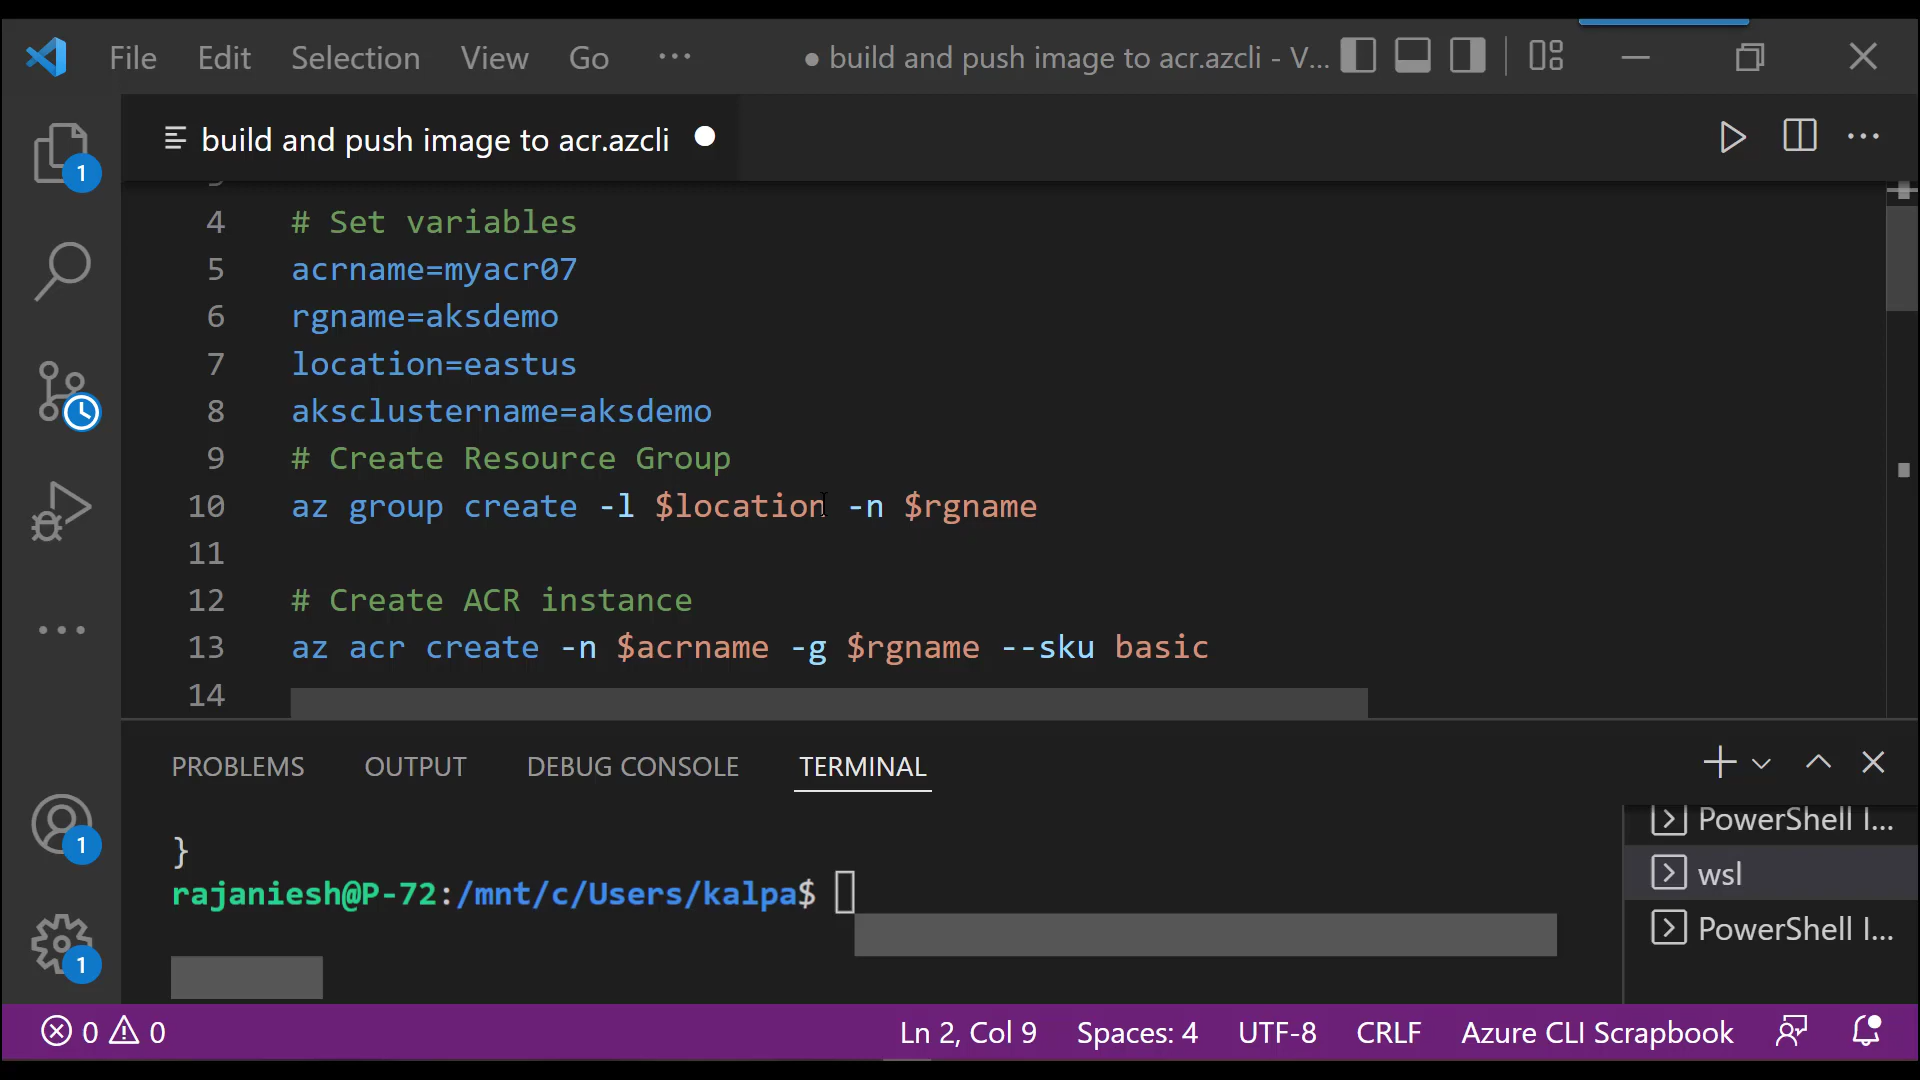 File Edit Selection View Go ··· ● build and push image to acr.azcli - V...
build and push image to acr.azcli ●
4 # Set variables
5 acrname=myacr07
6 rgname=aksdemo
7 location=eastus
8 aksclustername=aksdemo
9 # Create Resource Group
10 az group create -l $location -n $rgname
11
12 # Create ACR instance
13 az acr create -n $acrname -g $rgname --sku basic
14
1
1
1
PROBLEMS OUTPUT DEBUG CONSOLE TERMINAL
}
rajaniesh@P-72:/mnt/c/Users/kalpa$
PowerShell I...
wsl
PowerShell I...
0 0 Ln 2, Col 9 Spaces: 4 UTF-8 CRLF Azure CLI Scrapbook